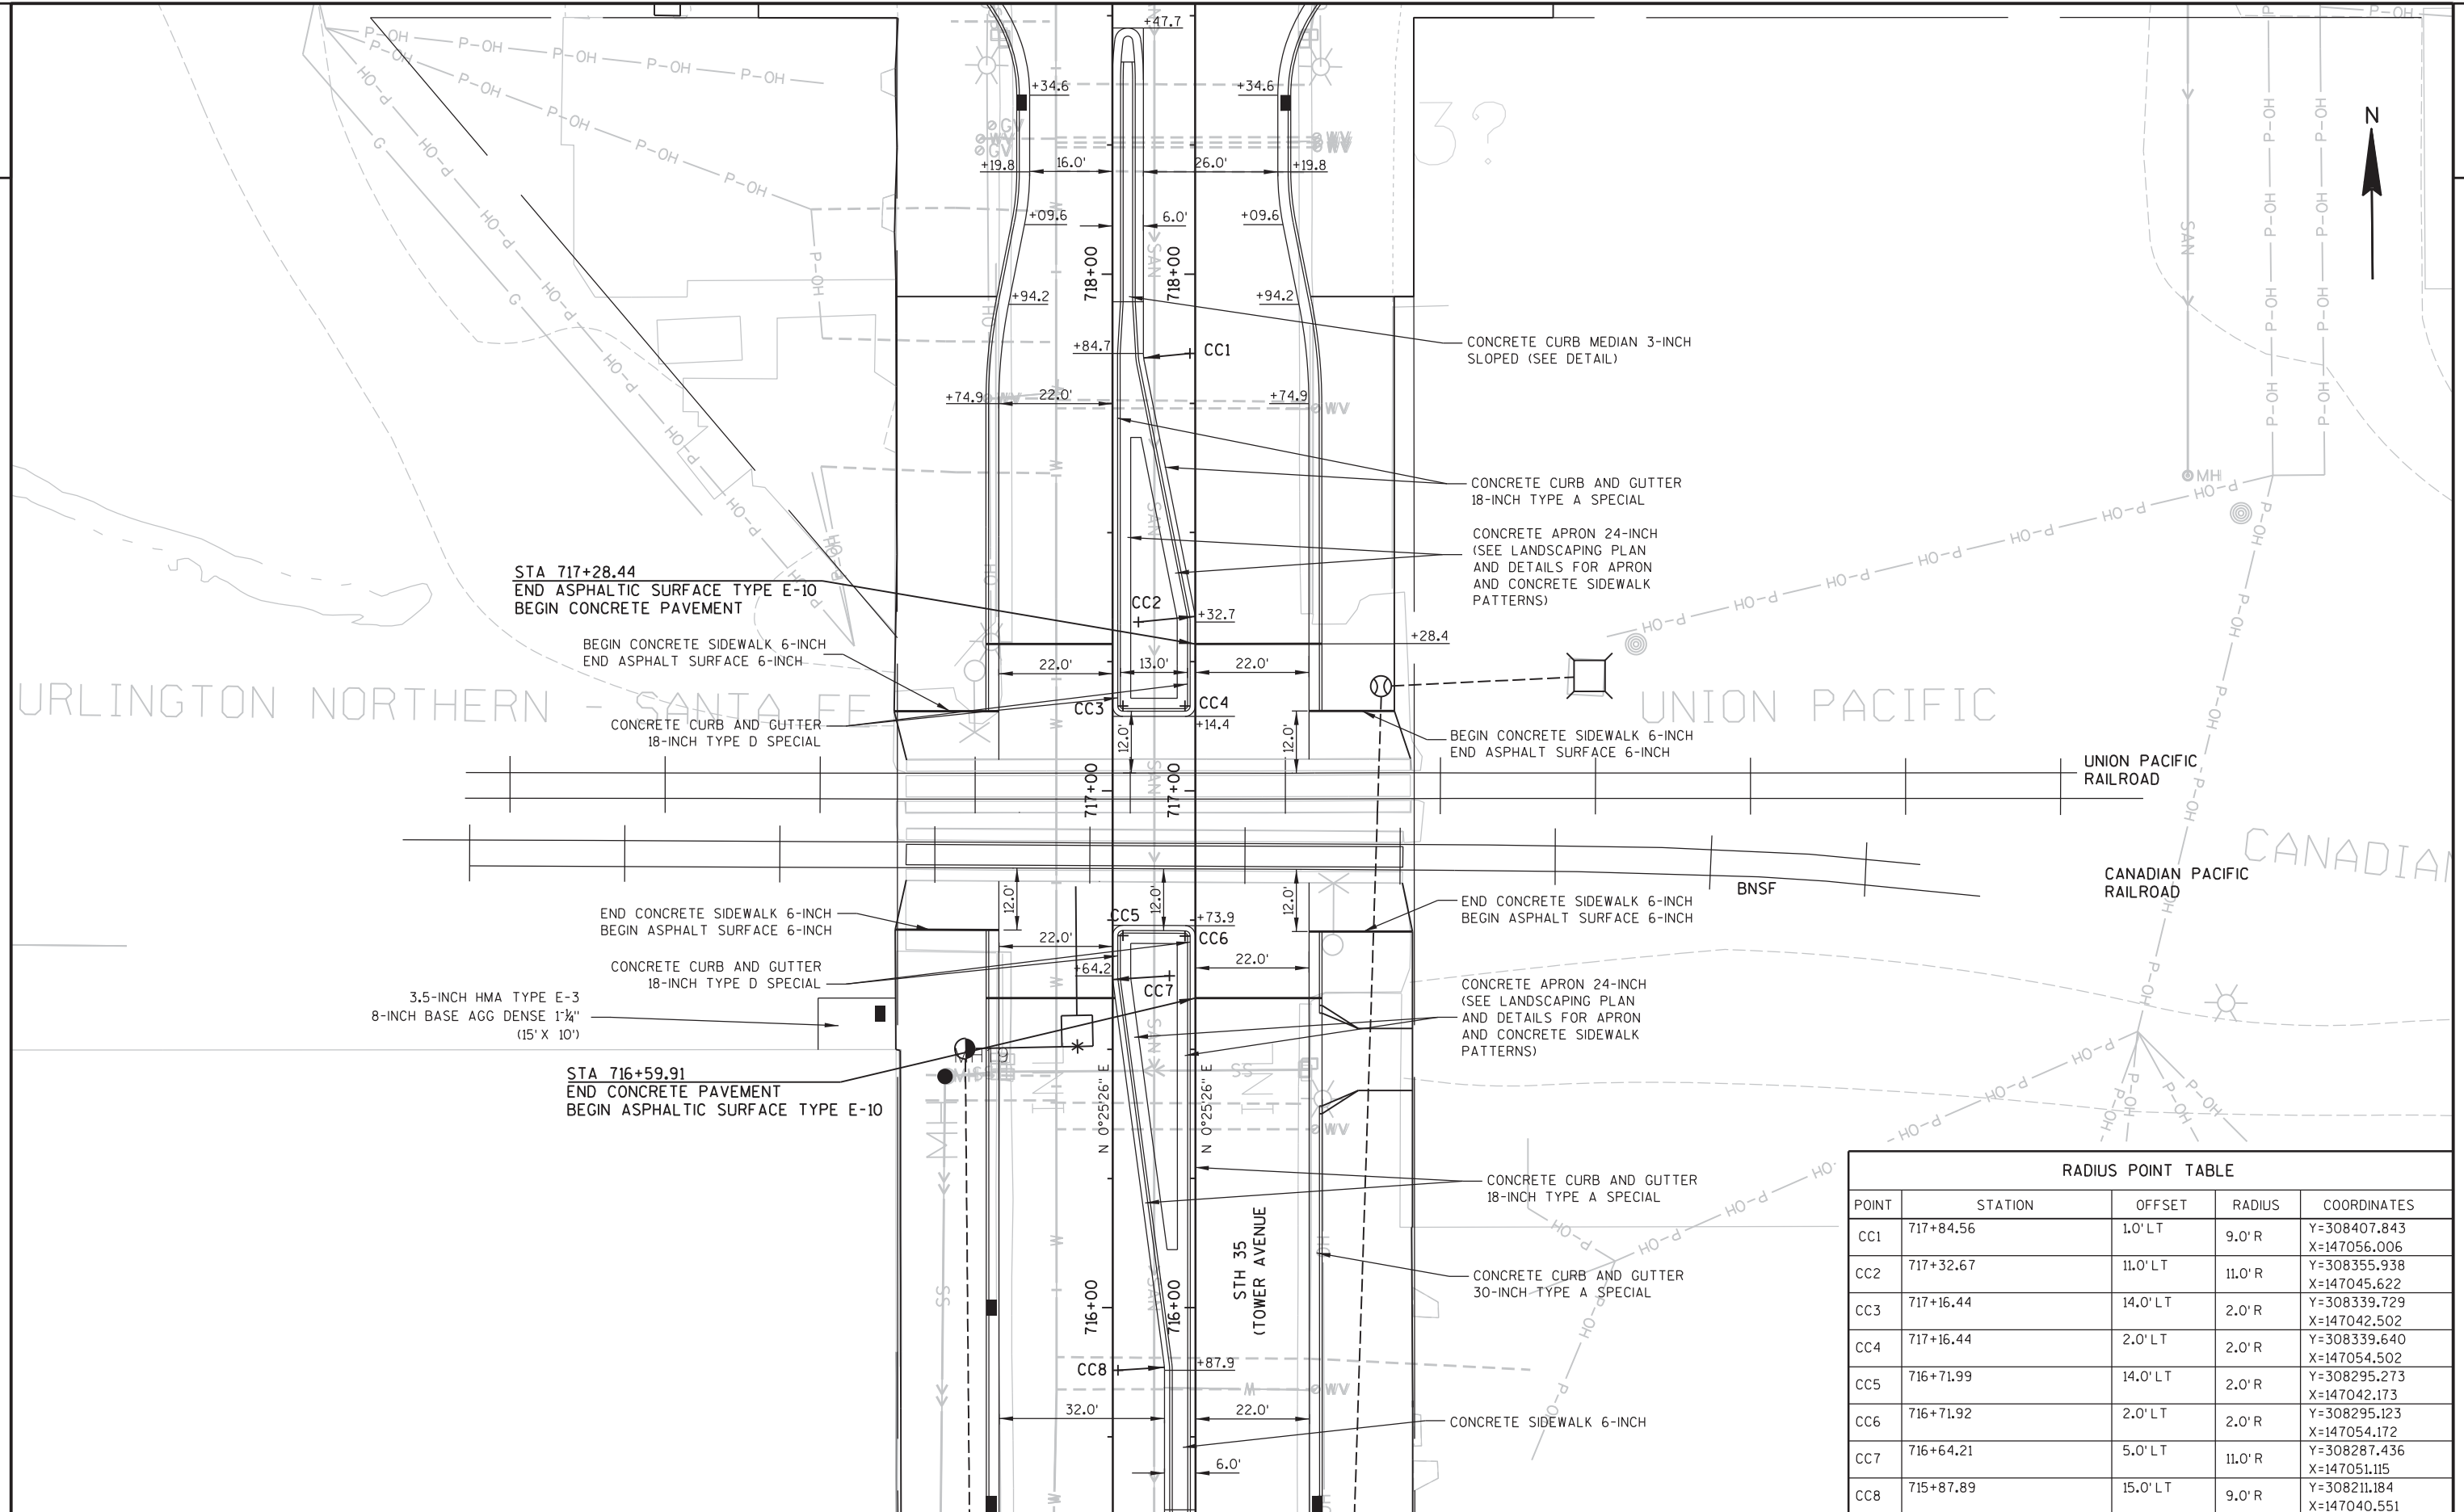 +47.7
P-OH P-OH P-OH P-OH P-OH
+34.6
+34.6
3?
N
GV
WV
GV
WV
+19.8
16.0'
26.0'
+19.8
+09.6
6.0'
+09.6
SAN
718+00
718+00
+94.2
+94.2
CONCRETE CURB MEDIAN 3-INCH
SLOPED (SEE DETAIL)
+84.7
CC1
+74.9
22.0'
+74.9
WV
MH
CONCRETE CURB AND GUTTER
18-INCH TYPE A SPECIAL
CONCRETE APRON 24-INCH
(SEE LANDSCAPING PLAN
AND DETAILS FOR APRON
AND CONCRETE SIDEWALK
PATTERNS)
STA 717+28.44
END ASPHALTIC SURFACE TYPE E-10
BEGIN CONCRETE PAVEMENT
CC2
+32.7
+28.4
BEGIN CONCRETE SIDEWALK 6-INCH
END ASPHALT SURFACE 6-INCH
22.0'
13.0'
22.0'
URLINGTON NORTHERN - SANTA FE
UNION PACIFIC
CC3
CC4
+14.4
CONCRETE CURB AND GUTTER
18-INCH TYPE D SPECIAL
12.0'
12.0'
BEGIN CONCRETE SIDEWALK 6-INCH
END ASPHALT SURFACE 6-INCH
UNION PACIFIC
RAILROAD
717+00
717+00
CANADIAN
CANADIAN PACIFIC
RAILROAD
BNSF
12.0'
12.0'
12.0'
END CONCRETE SIDEWALK 6-INCH
BEGIN ASPHALT SURFACE 6-INCH
CC5
+73.9
END CONCRETE SIDEWALK 6-INCH
BEGIN ASPHALT SURFACE 6-INCH
22.0'
CC6
CONCRETE CURB AND GUTTER
18-INCH TYPE D SPECIAL
+64.2
22.0'
CC7
3.5-INCH HMA TYPE E-3
8-INCH BASE AGG DENSE 1-¼"
(15' X 10')
CONCRETE APRON 24-INCH
(SEE LANDSCAPING PLAN
AND DETAILS FOR APRON
AND CONCRETE SIDEWALK
PATTERNS)
STA 716+59.91
END CONCRETE PAVEMENT
BEGIN ASPHALTIC SURFACE TYPE E-10
SS
N 0°25'26" E
N 0°25'26" E
WV
CONCRETE CURB AND GUTTER
18-INCH TYPE A SPECIAL
STH 35
(TOWER AVENUE
CONCRETE CURB AND GUTTER
30-INCH TYPE A SPECIAL
716+00
716+00
SS
CC8
+87.9
WV
32.0'
22.0'
CONCRETE SIDEWALK 6-INCH
6.0'
RADIUS POINT TABLE
POINT STATION OFFSET RADIUS COORDINATES
CC1 717+84.56 1.0' LT 9.0' R Y=308407.843
X=147056.006
CC2 717+32.67 11.0' LT 11.0' R Y=308355.938
X=147045.622
CC3 717+16.44 14.0' LT 2.0' R Y=308339.729
X=147042.502
CC4 717+16.44 2.0' LT 2.0' R Y=308339.640
X=147054.502
CC5 716+71.99 14.0' LT 2.0' R Y=308295.273
X=147042.173
CC6 716+71.92 2.0' LT 2.0' R Y=308295.123
X=147054.172
CC7 716+64.21 5.0' LT 11.0' R Y=308287.436
X=147051.115
CC8 715+87.89 15.0' LT 9.0' R Y=308211.184
X=147040.551